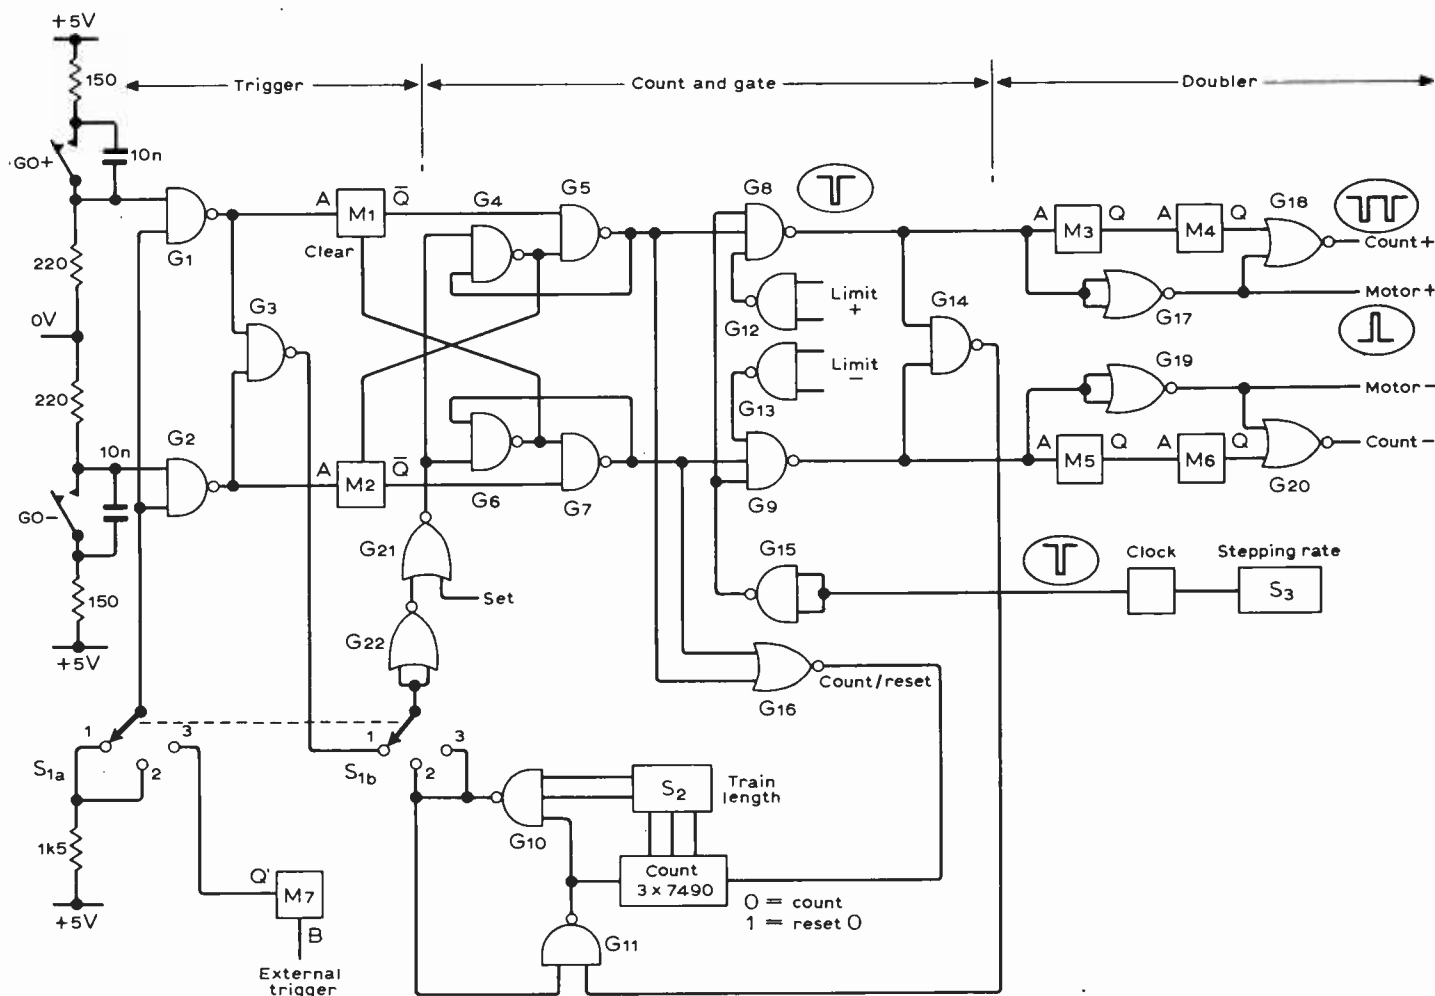 +5V
150
Trigger
Count and gate
Doubler
GO+
10n
G1
A
M1
Q̅
Clear
G4
G5
G8
A
M3
Q
A
M4
Q
G18
Count+
220
0V
G3
G12
Limit
+
G14
G17
Motor+
220
G13
Limit
−
G19
Motor−
G2
10n
A
M2
Q̅
G6
G7
G9
A
M5
Q
A
M6
Q
G20
Count−
GO−
G21
Set
G15
Clock
Stepping rate
S3
150
+5V
G22
Count/reset
G16
1
2
3
S1a
1
2
3
S1b
S2
Train
length
G10
1k5
+5V
Q
M7
B
External
trigger
Count
3 × 7490
0 = count
1 = reset 0
G11